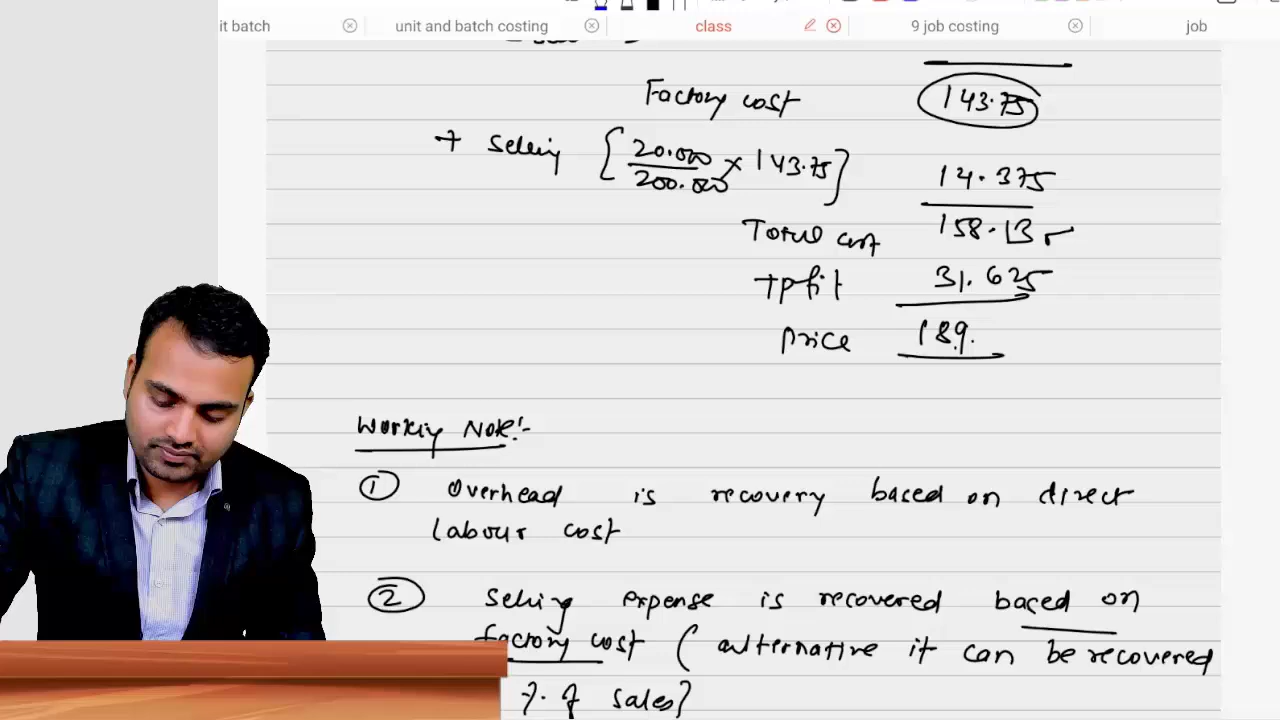 it batch
unit and batch costing
class
9 job costing
job
Factory cost 143.75
+ Selling [20.000/200.000 × 143.75] 14.375
Total cost 158.13
+ profit 31.625
price 189.
Working Note:-
① Overhead is recovery based on direct
labour cost
② Selling expense is recovered based on
factory cost ( alternative it can be recovered
% of sales)